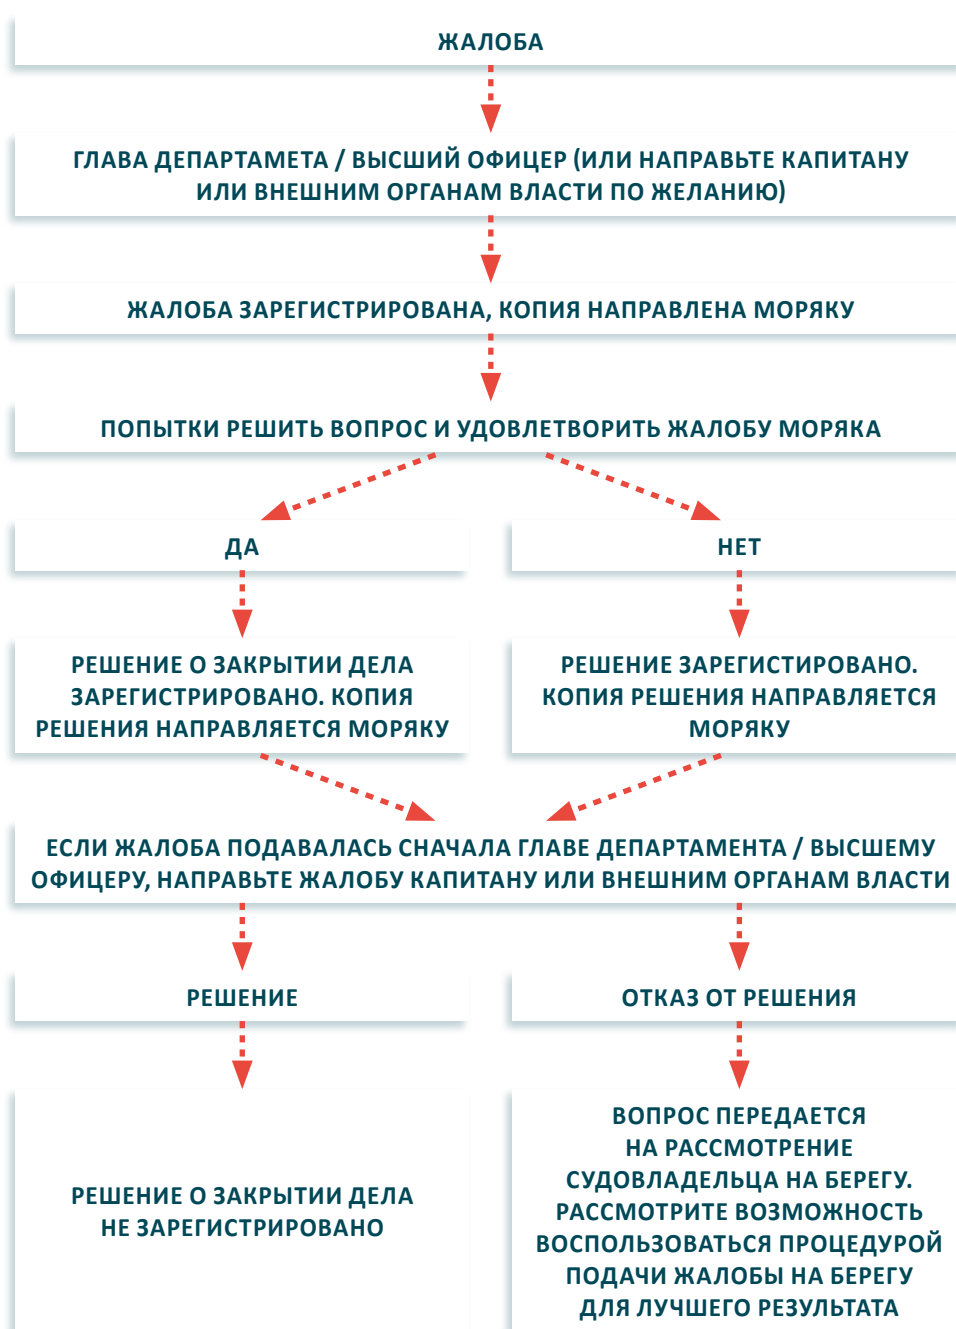 ЖАЛОБА
ГЛАВА ДЕПАРТАМЕТА / ВЫСШИЙ ОФИЦЕР (ИЛИ НАПРАВЬТЕ КАПИТАНУ
ИЛИ ВНЕШНИМ ОРГАНАМ ВЛАСТИ ПО ЖЕЛАНИЮ)
ЖАЛОБА ЗАРЕГИСТРИРОВАНА, КОПИЯ НАПРАВЛЕНА МОРЯКУ
ПОПЫТКИ РЕШИТЬ ВОПРОС И УДОВЛЕТВОРИТЬ ЖАЛОБУ МОРЯКА
ДА
НЕТ
РЕШЕНИЕ О ЗАКРЫТИИ ДЕЛА
ЗАРЕГИСТРИРОВАНО. КОПИЯ
РЕШЕНИЯ НАПРАВЛЯЕТСЯ МОРЯКУ
РЕШЕНИЕ ЗАРЕГИСТИРОВАНО.
КОПИЯ РЕШЕНИЯ НАПРАВЛЯЕТСЯ
МОРЯКУ
ЕСЛИ ЖАЛОБА ПОДАВАЛАСЬ СНАЧАЛА ГЛАВЕ ДЕПАРТАМЕНТА / ВЫСШЕМУ
ОФИЦЕРУ, НАПРАВЬТЕ ЖАЛОБУ КАПИТАНУ ИЛИ ВНЕШНИМ ОРГАНАМ ВЛАСТИ
РЕШЕНИЕ
ОТКАЗ ОТ РЕШЕНИЯ
РЕШЕНИЕ О ЗАКРЫТИИ ДЕЛА
НЕ ЗАРЕГИСТРИРОВАНО
ВОПРОС ПЕРЕДАЕТСЯ
НА РАССМОТРЕНИЕ
СУДОВЛАДЕЛЬЦА НА БЕРЕГУ.
РАССМОТРИТЕ ВОЗМОЖНОСТЬ
ВОСПОЛЬЗОВАТЬСЯ ПРОЦЕДУРОЙ
ПОДАЧИ ЖАЛОБЫ НА БЕРЕГУ
ДЛЯ ЛУЧШЕГО РЕЗУЛЬТАТА